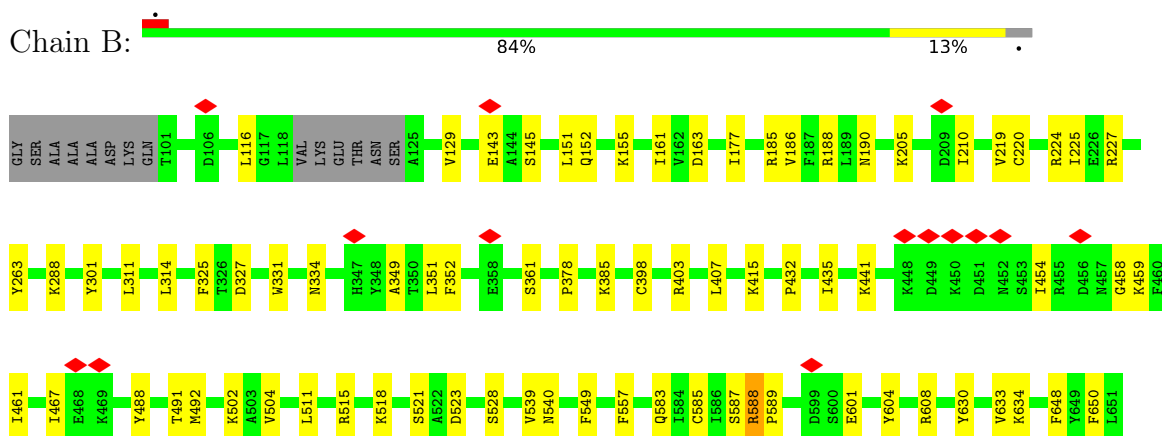 Chain B:
84%
13%
GLY SER ALA ALA ALA ASP LYS GLN T101 D106 L116 G117 L118 VAL LYS GLU THR ASN SER A125 V129 E143 A144 S145 L151 Q152 K155 I161 V162 D163 I177 R185 V186 F187 R188 L189 N190 K205 D209 I210 V219 C220 R224 I225 E226 R227
Y263 K288 Y301 L311 L314 F325 T326 D327 W331 N334 H347 Y348 A349 T350 L351 F352 E358 S361 P378 K385 C398 R403 L407 K415 P432 I435 K441 K448 D449 K450 D451 N452 S453 I454 R455 D456 N457 G458 K459 F460
I461 I467 E468 K469 Y488 T491 M492 K502 A503 V504 L511 R515 K518 S521 A522 D523 S528 V539 N540 F549 F557 Q583 I584 C585 I586 S587 R588 P589 D599 S600 E601 Y604 R608 Y630 V633 K634 F648 Y649 F650 L651